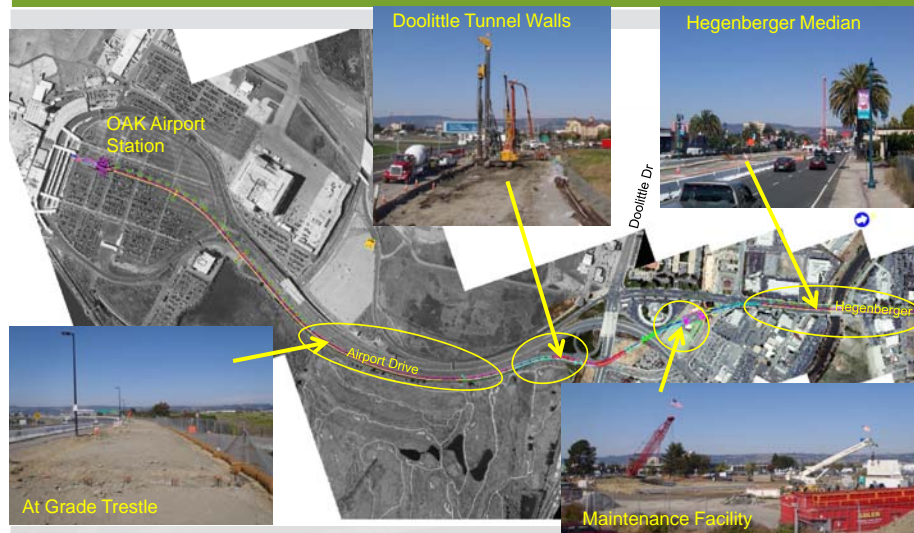 Doolittle Tunnel Walls
Hegenberger Median
OAK Airport
Station
Doolittle Dr
Hegenberger
Airport Drive
At Grade Trestle
Maintenance Facility